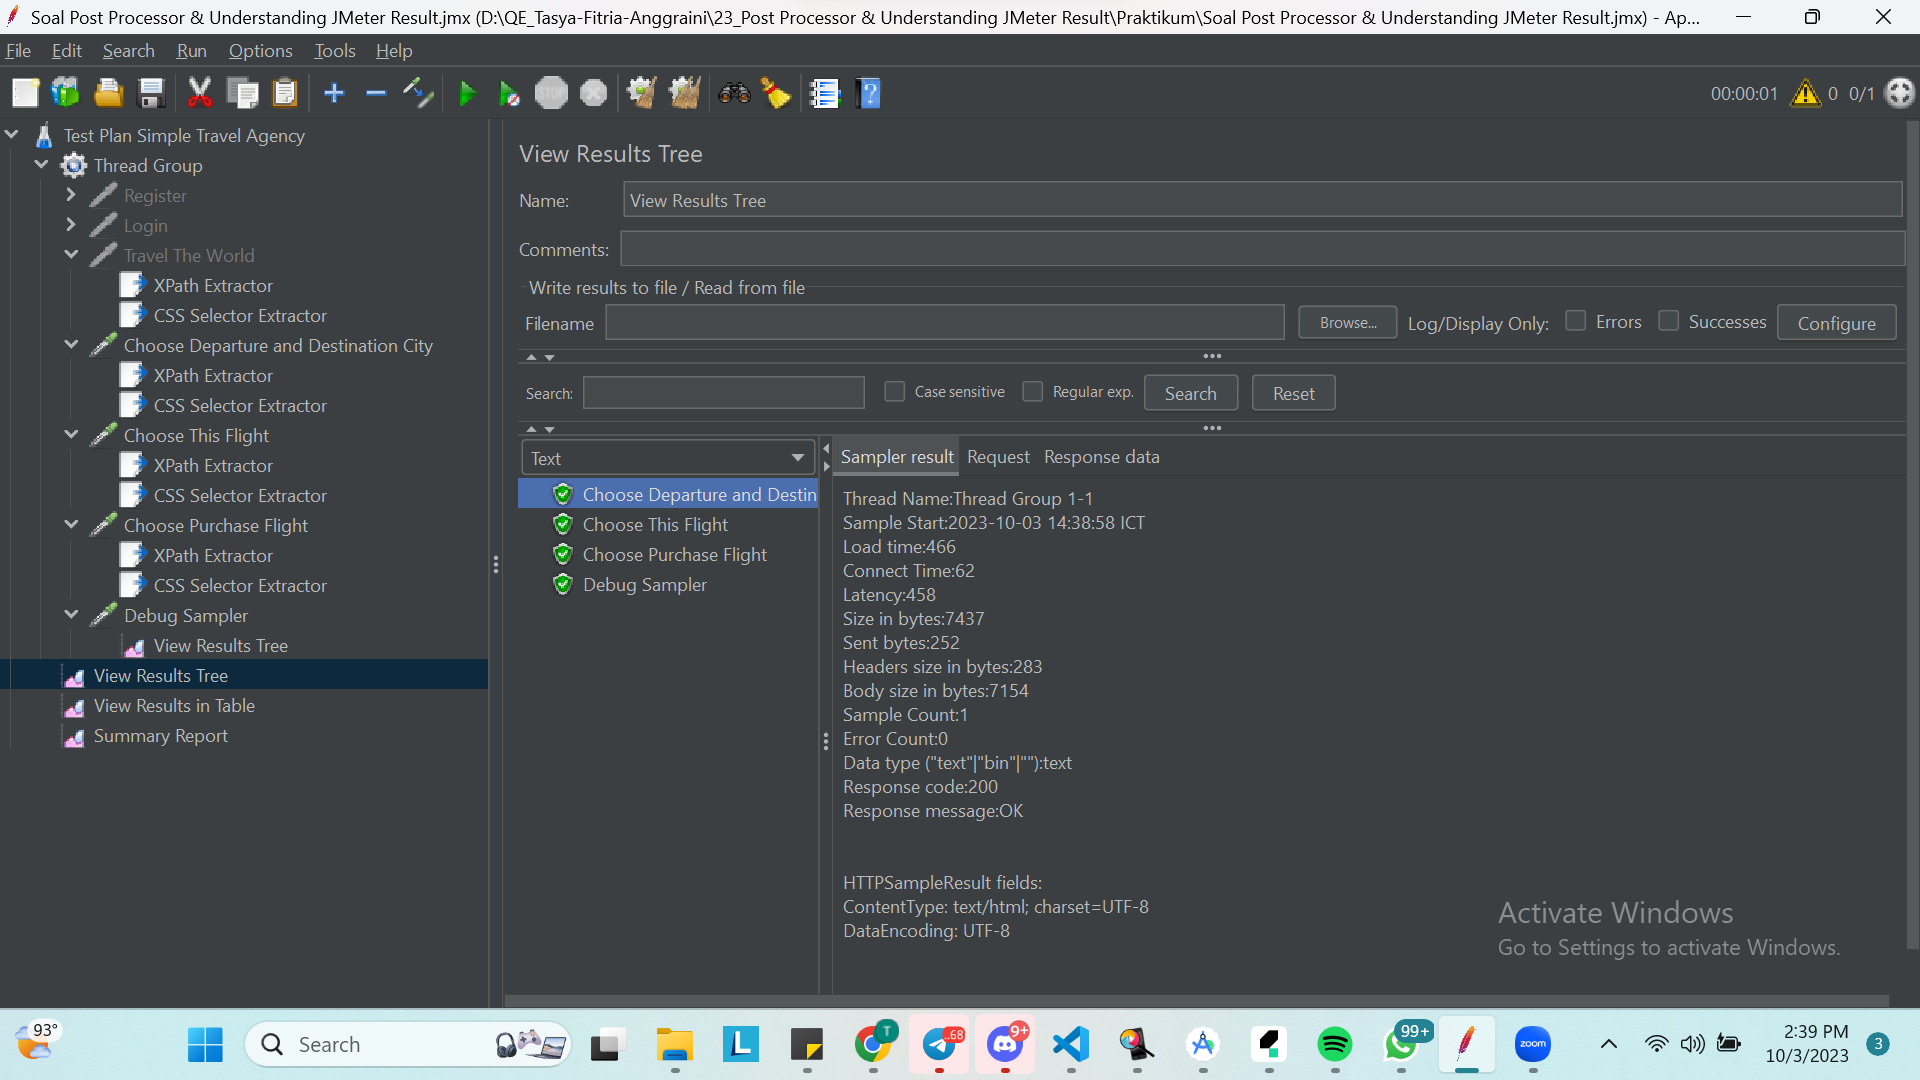 Soal Post Processor & Understanding JMeter Result.jmx (D:\QE_Tasya-Fitria-Anggraini\23_Post Processor & Understanding JMeter Result\Praktikum\Soal Post Processor & Understanding JMeter Result.jmx) - Ap...
File Edit Search Run Options Tools Help
STOP
00:00:01 0 0/1
Test Plan Simple Travel Agency
Thread Group
Register
Login
Travel The World
XPath Extractor
CSS Selector Extractor
Choose Departure and Destination City
XPath Extractor
CSS Selector Extractor
Choose This Flight
XPath Extractor
CSS Selector Extractor
Choose Purchase Flight
XPath Extractor
CSS Selector Extractor
Debug Sampler
View Results Tree
View Results Tree
View Results in Table
Summary Report
View Results Tree
Name: View Results Tree
Comments:
Write results to file / Read from file
Filename Browse... Log/Display Only: Errors Successes Configure
Search: Case sensitive Regular exp. Search Reset
Text
Choose Departure and Destin
Choose This Flight
Choose Purchase Flight
Debug Sampler
Sampler result Request Response data
Thread Name:Thread Group 1-1
Sample Start:2023-10-03 14:38:58 ICT
Load time:466
Connect Time:62
Latency:458
Size in bytes:7437
Sent bytes:252
Headers size in bytes:283
Body size in bytes:7154
Sample Count:1
Error Count:0
Data type ("text"|"bin"|""):text
Response code:200
Response message:OK
HTTPSampleResult fields:
ContentType: text/html; charset=UTF-8
DataEncoding: UTF-8
Activate Windows
Go to Settings to activate Windows.
93°
Search
L
T
68
9+
99+
zoom
2:39 PM
10/3/2023
3